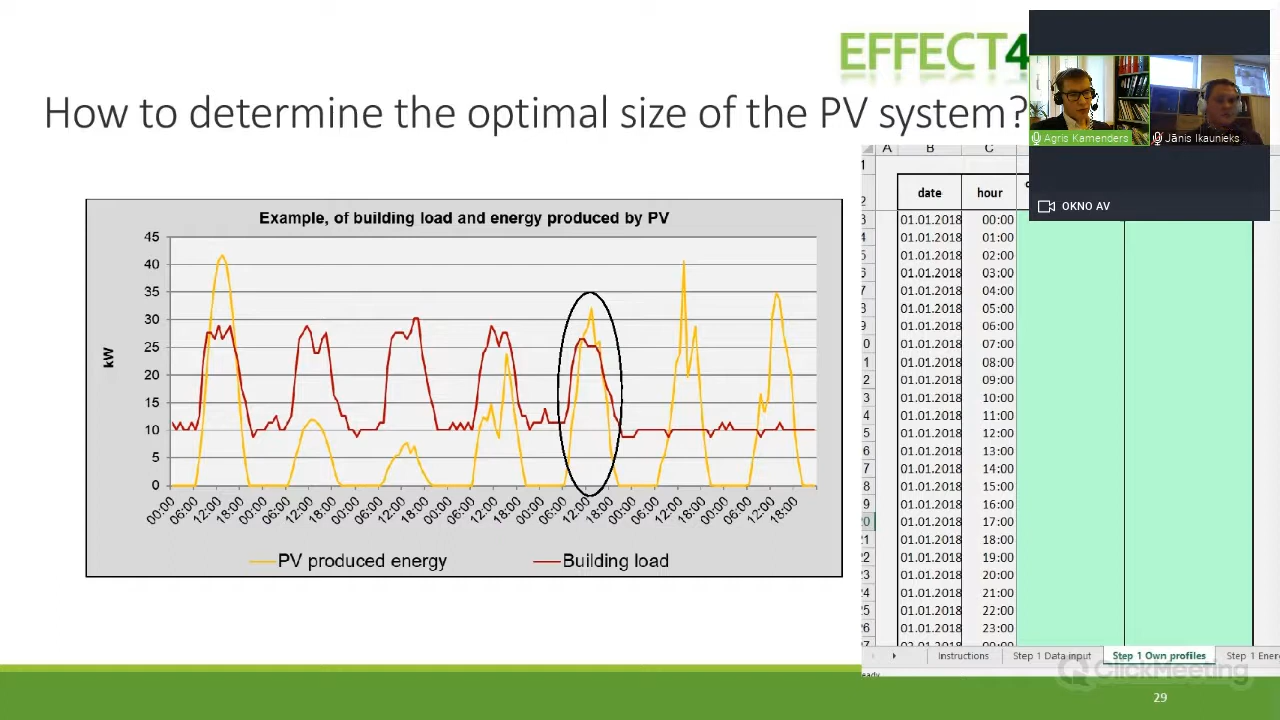 EFFECT4
How to determine the optimal size of the PV system?
Agris Kamenders
Jānis Ikaunieks
OKNO AV
Example, of building load and energy produced by PV
45
40
35
30
25
20
15
10
5
0
kW
00:00 06:00 12:00 18:00 00:00 06:00 12:00 18:00 00:00 06:00 12:00 18:00 00:00 06:00 12:00 18:00 00:00 06:00 12:00 18:00 00:00 06:00 12:00 18:00 00:00 06:00 12:00 18:00
PV produced energy Building load
A B C
1
date hour
01.01.2018 00:00
01.01.2018 01:00
01.01.2018 02:00
01.01.2018 03:00
01.01.2018 04:00
01.01.2018 05:00
01.01.2018 06:00
01.01.2018 07:00
01.01.2018 08:00
01.01.2018 09:00
01.01.2018 10:00
01.01.2018 11:00
01.01.2018 12:00
01.01.2018 13:00
01.01.2018 14:00
01.01.2018 15:00
01.01.2018 16:00
01.01.2018 17:00
01.01.2018 18:00
01.01.2018 19:00
01.01.2018 20:00
01.01.2018 21:00
01.01.2018 22:00
01.01.2018 23:00
Instructions Step 1 Data input Step 1 Own profiles Step 1 Ener
ClickMeeting
29